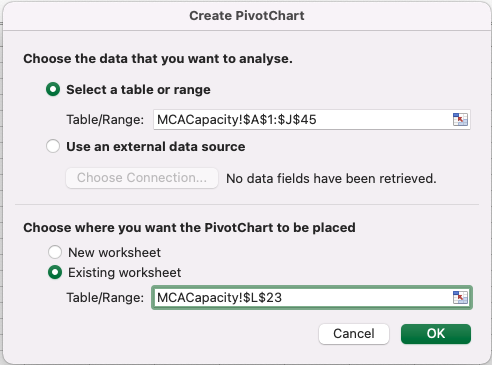 Create PivotChart
Choose the data that you want to analyse.
Select a table or range
Table/Range: MCACapacity!$A$1:$J$45
Use an external data source
Choose Connection... No data fields have been retrieved.
Choose where you want the PivotChart to be placed
New worksheet
Existing worksheet
Table/Range: MCACapacity!$L$23
Cancel OK